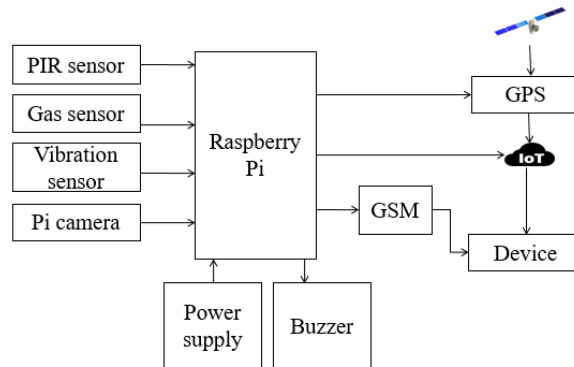 PIR sensor
Gas sensor
Vibration
sensor
Pi camera
Raspberry
Pi
Power
supply
Buzzer
GSM
GPS
IoT
Device